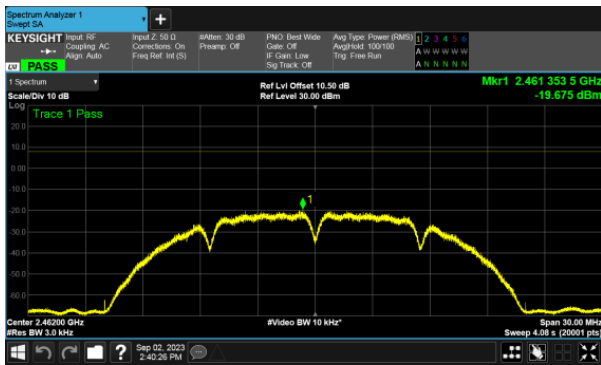 Spectrum Analyzer 1
Swept SA
+
KEYSIGHT
Input: RF
Coupling: AC
Align: Auto
Input Z: 50 Ω
Corrections: On
Freq Ref: Int (S)
#Atten: 30 dB
Preamp: Off
PNO: Best Wide
Gate: Off
IF Gain: Low
Sig Track: Off
Avg Type: Power (RMS)
Avg|Hold: 100/100
Trig: Free Run
1 2 3 4 5 6
A W W W W W
A N N N N N
LXI
PASS
1 Spectrum
Scale/Div 10 dB
Ref Lvl Offset 10.50 dB
Ref Level 30.00 dBm
Mkr1 2.461 353 5 GHz
-19.675 dBm
Log
Trace 1 Pass
20.0
10.0
0.00
-10.0
-20.0
-30.0
-40.0
-50.0
-60.0
1
Center 2.46200 GHz
#Res BW 3.0 kHz
#Video BW 10 kHz*
Span 30.00 MHz
Sweep 4.08 s (20001 pts)
?
Sep 02, 2023
2:40:26 PM